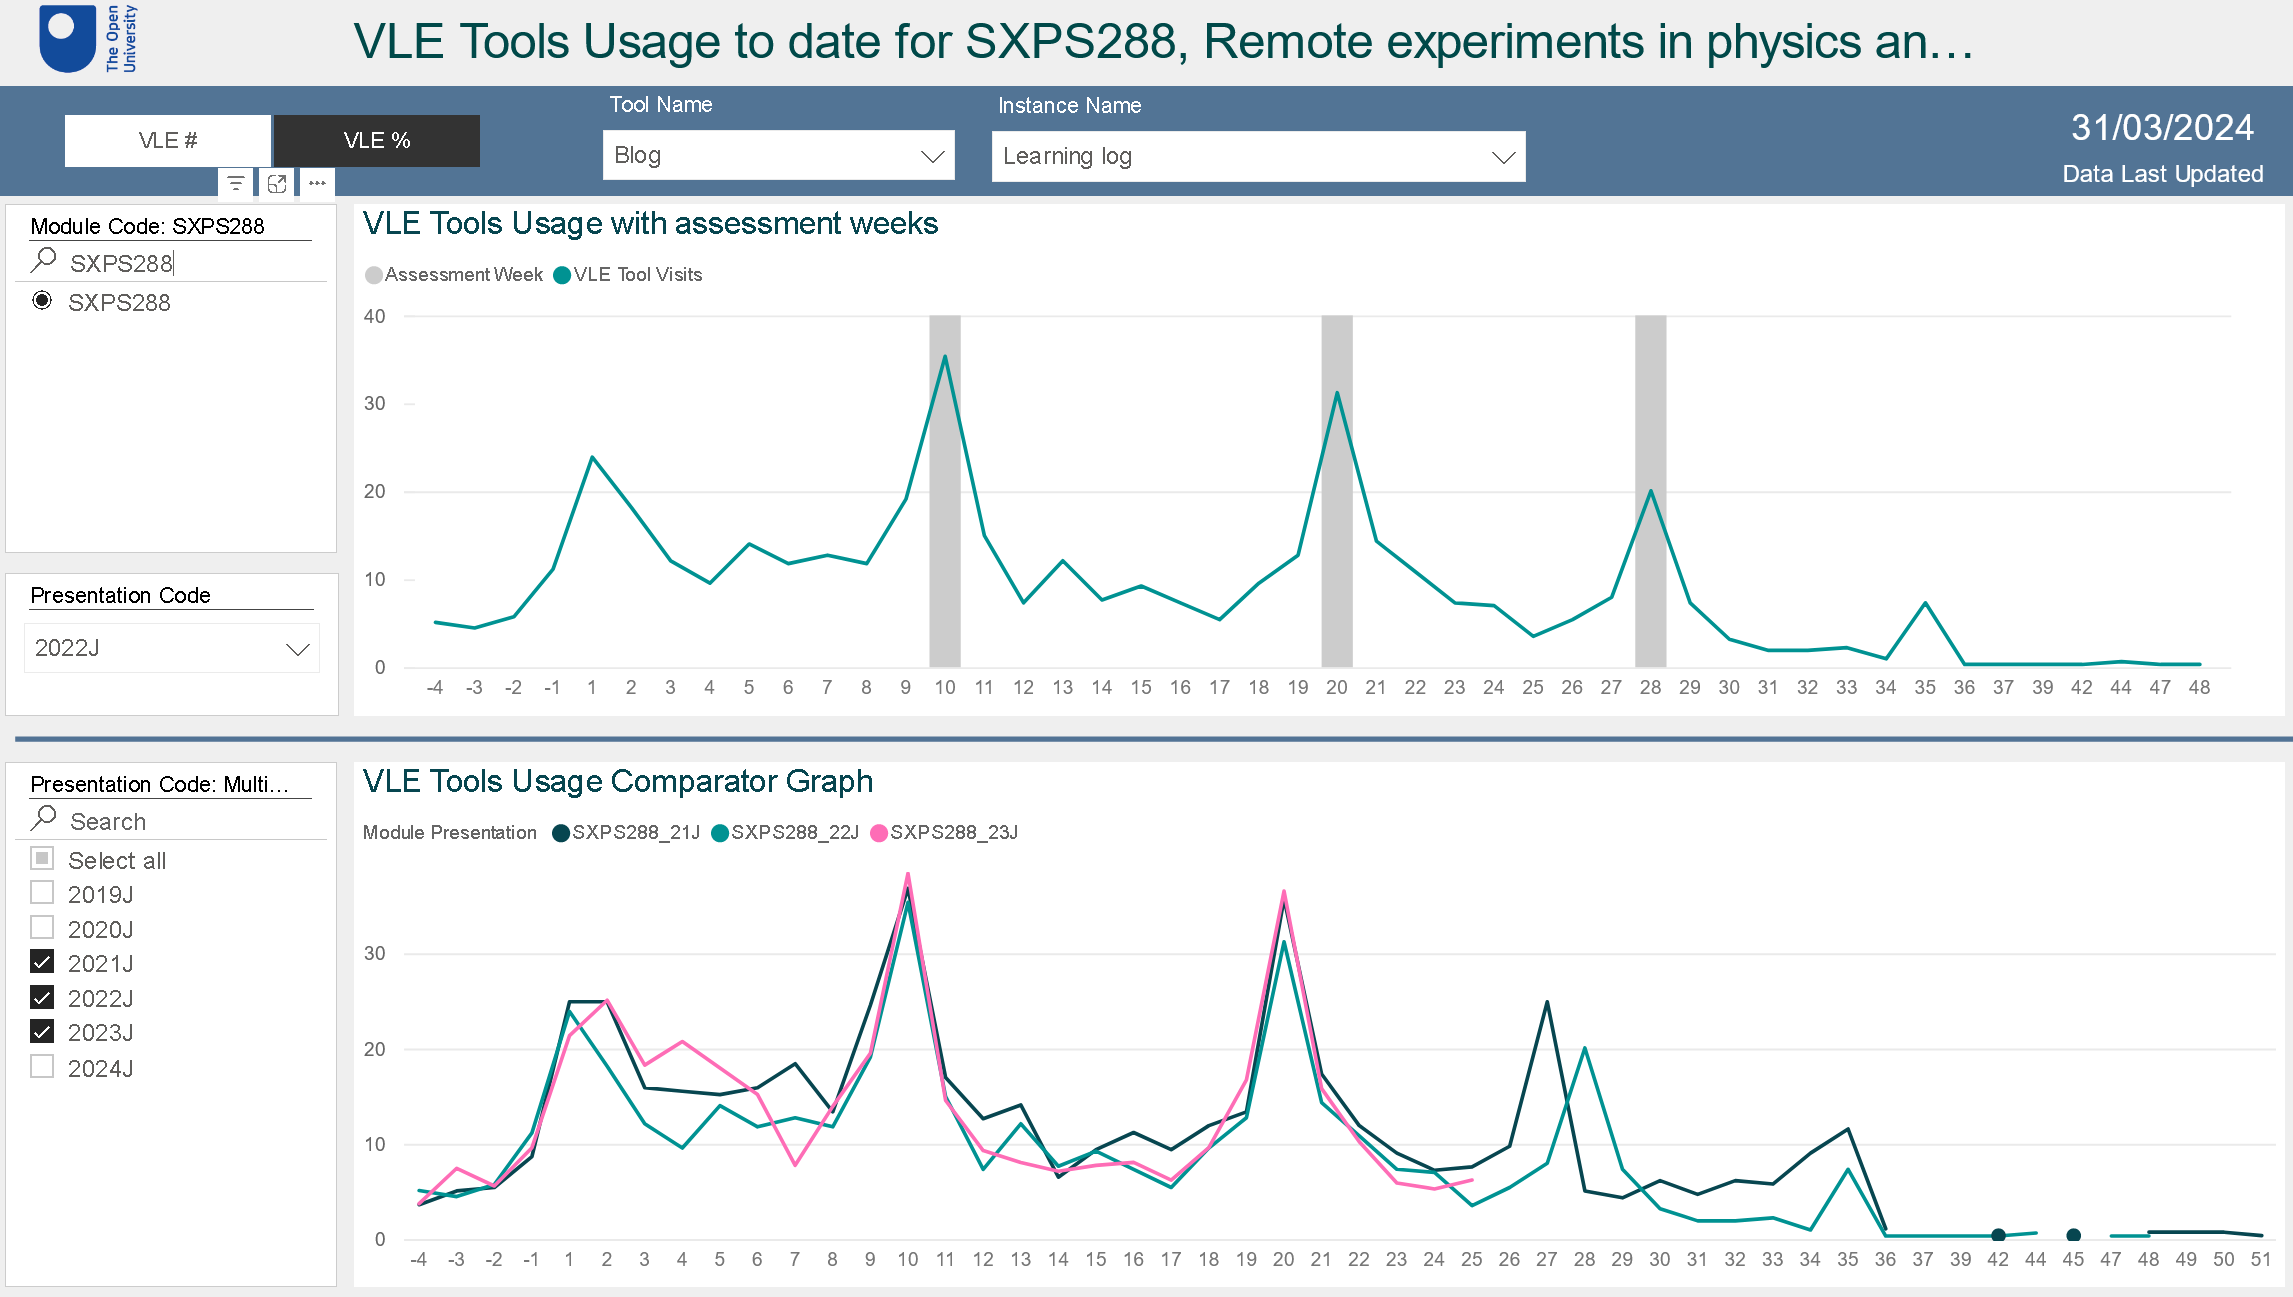 The Open
University
VLE Tools Usage to date for SXPS288, Remote experiments in physics an...
VLE #
VLE %
Tool Name
Blog
Instance Name
Learning log
31/03/2024
Data Last Updated
Module Code: SXPS288
SXPS288
SXPS288
Presentation Code
2022J
VLE Tools Usage with assessment weeks
Assessment Week VLE Tool Visits
40
30
20
10
0
-4 -3 -2 -1 1 2 3 4 5 6 7 8 9 10 11 12 13 14 15 16 17 18 19 20 21 22 23 24 25 26 27 28 29 30 31 32 33 34 35 36 37 39 42 44 47 48
Presentation Code: Multi...
Search
Select all
2019J
2020J
2021J
2022J
2023J
2024J
VLE Tools Usage Comparator Graph
Module Presentation SXPS288_21J SXPS288_22J SXPS288_23J
30
20
10
0
-4 -3 -2 -1 1 2 3 4 5 6 7 8 9 10 11 12 13 14 15 16 17 18 19 20 21 22 23 24 25 26 27 28 29 30 31 32 33 34 35 36 37 39 42 44 45 47 48 49 50 51